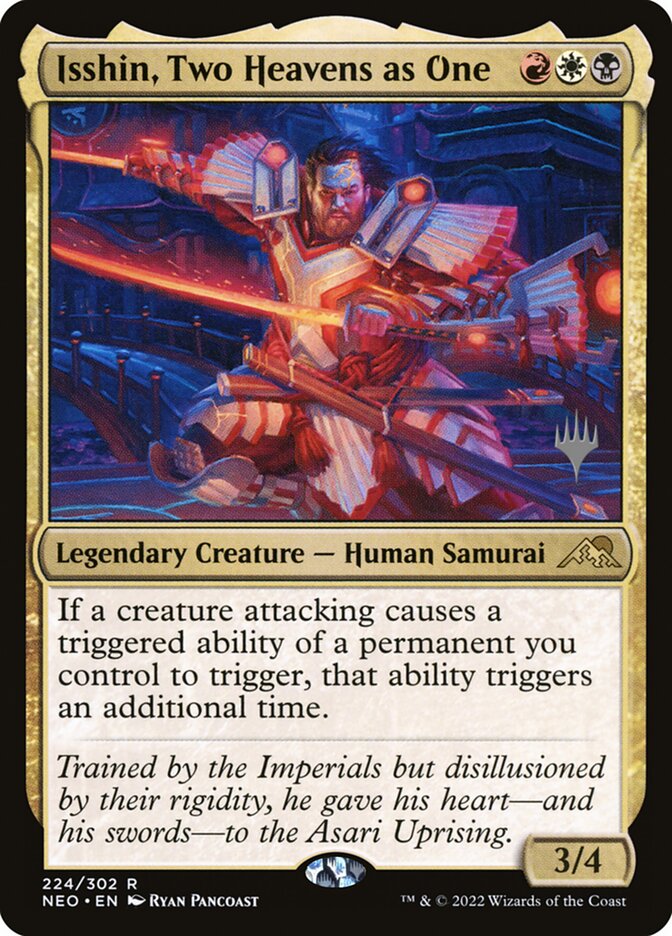 Isshin, Two Heavens as One
Legendary Creature — Human Samurai
If a creature attacking causes a
triggered ability of a permanent you
control to trigger, that ability triggers
an additional time.
Trained by the Imperials but disillusioned
by their rigidity, he gave his heart—and
his swords—to the Asari Uprising.
3/4
224/302 R
NEO • EN Ryan Pancoast
™ & © 2022 Wizards of the Coast